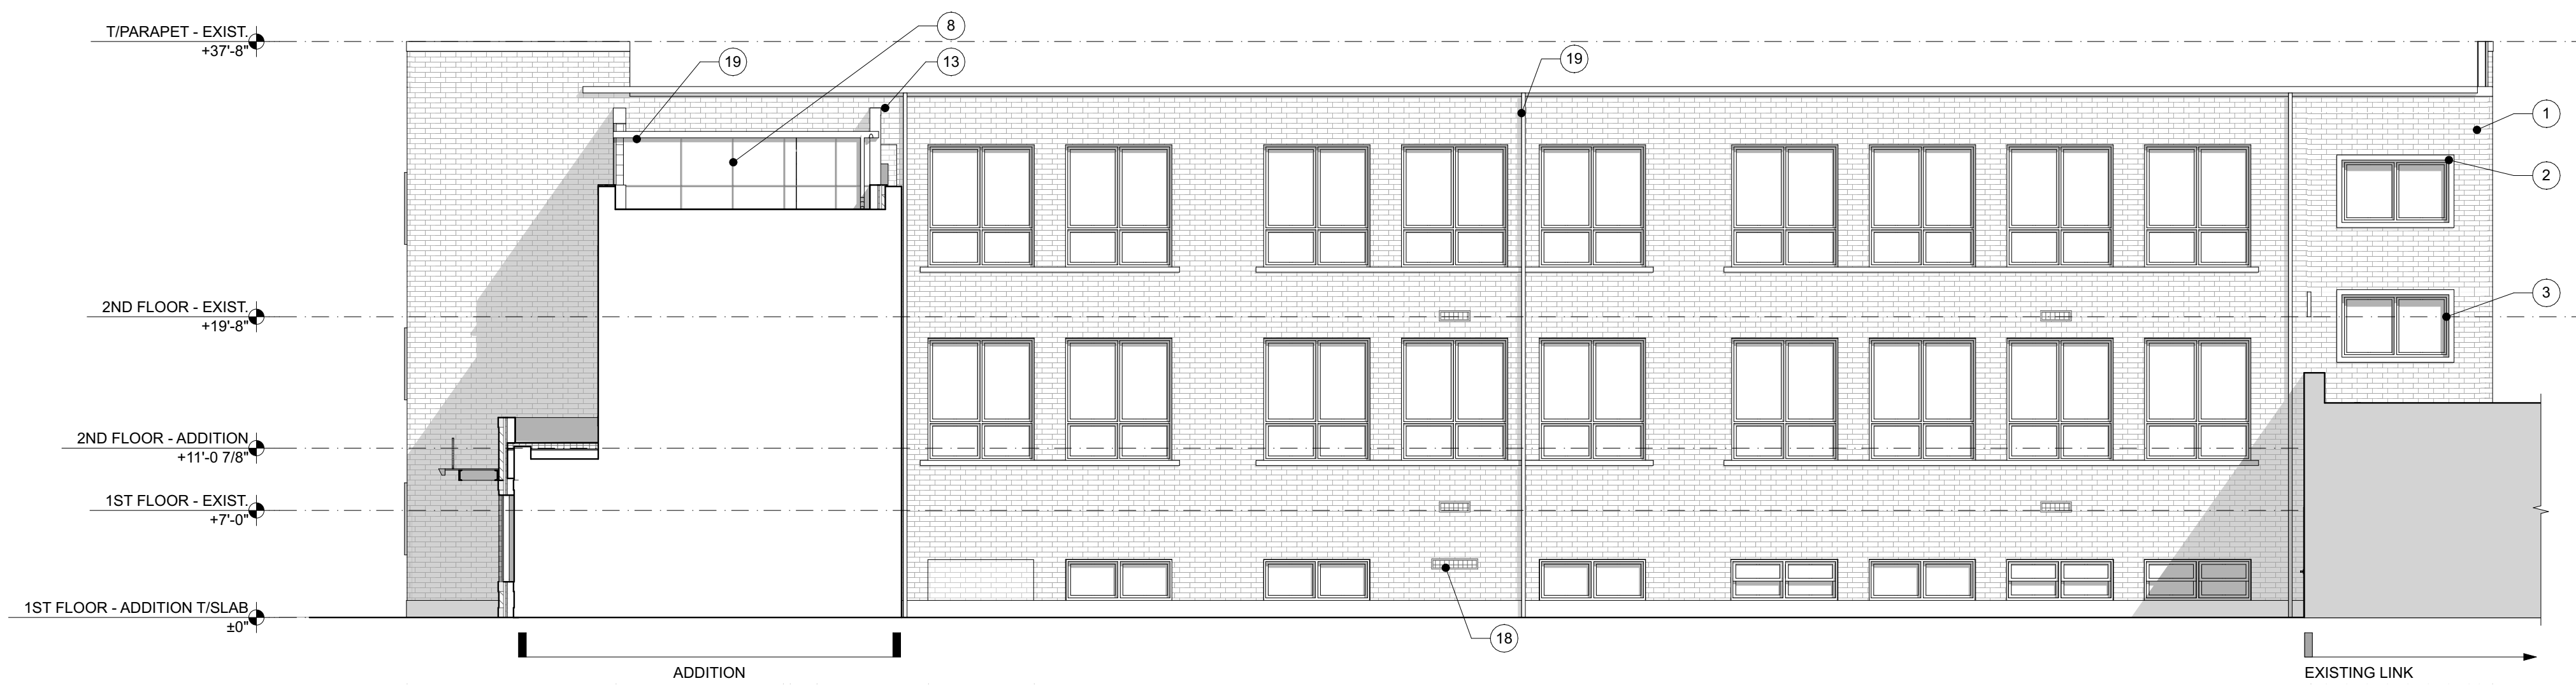 T/PARAPET - EXIST.
+37'-8"
8
19
13
19
1
2
2ND FLOOR - EXIST.
+19'-8"
3
2ND FLOOR - ADDITION
+11'-0 7/8"
1ST FLOOR - EXIST.
+7'-0"
1ST FLOOR - ADDITION T/SLAB
±0"
18
ADDITION
EXISTING LINK